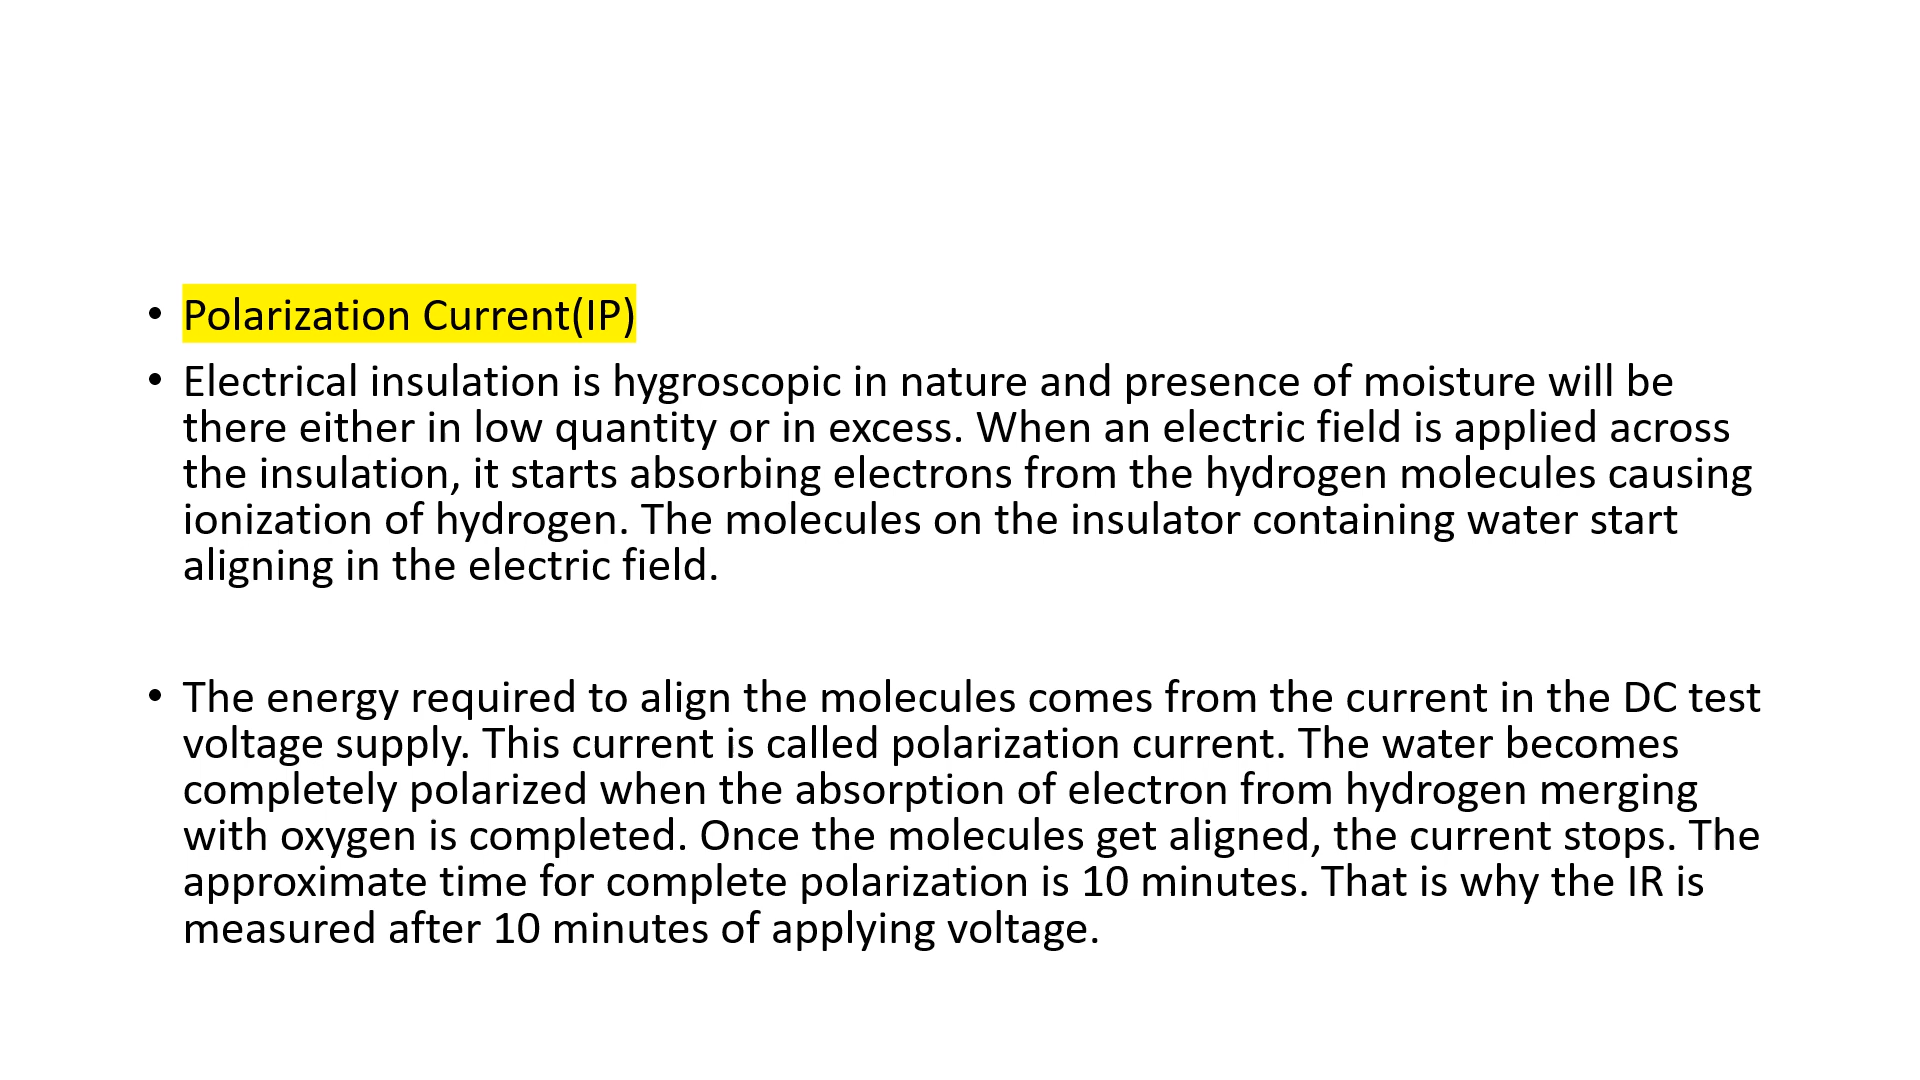 • Polarization Current(IP)
• Electrical insulation is hygroscopic in nature and presence of moisture will be
there either in low quantity or in excess. When an electric field is applied across
the insulation, it starts absorbing electrons from the hydrogen molecules causing
ionization of hydrogen. The molecules on the insulator containing water start
aligning in the electric field.
• The energy required to align the molecules comes from the current in the DC test
voltage supply. This current is called polarization current. The water becomes
completely polarized when the absorption of electron from hydrogen merging
with oxygen is completed. Once the molecules get aligned, the current stops. The
approximate time for complete polarization is 10 minutes. That is why the IR is
measured after 10 minutes of applying voltage.